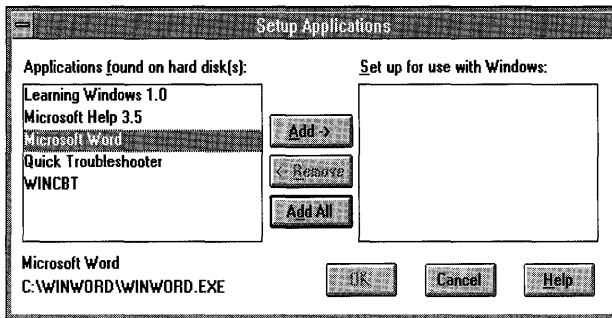 Setup Applications
Applications found on hard disk(s):
Set up for use with Windows:
Learning Windows 1.0
Microsoft Help 3.5
Microsoft Word
Quick Troubleshooter
WINCBT
Add ->
<- Remove
Add All
Microsoft Word
C:\WINWORD\WINWORD.EXE
OK
Cancel
Help